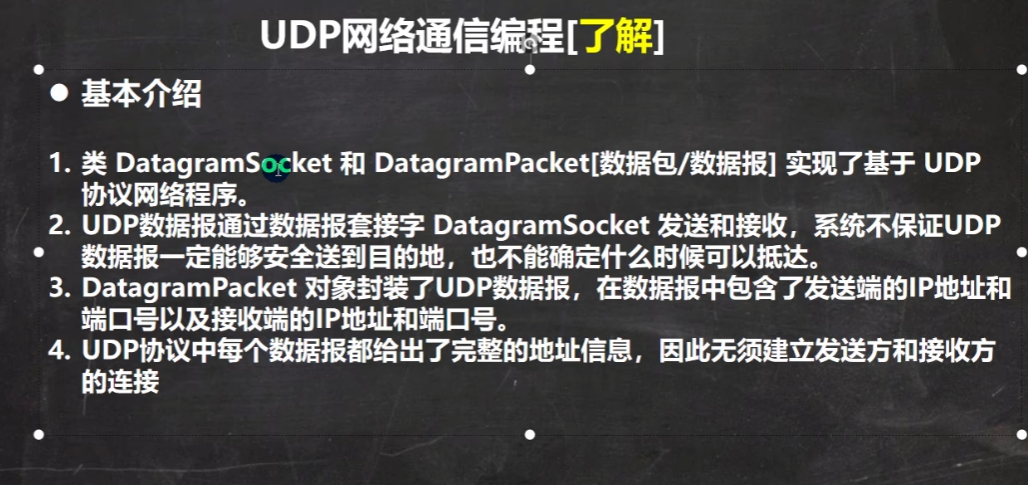 UDP网络通信编程[了解]
● 基本介绍
1. 类 DatagramSocket 和 DatagramPacket[数据包/数据报] 实现了基于 UDP
协议网络程序。
2. UDP数据报通过数据报套接字 DatagramSocket 发送和接收，系统不保证UDP
数据报一定能够安全送到目的地，也不能确定什么时候可以抵达。
3. DatagramPacket 对象封装了UDP数据报，在数据报中包含了发送端的IP地址和
端口号以及接收端的IP地址和端口号。
4. UDP协议中每个数据报都给出了完整的地址信息，因此无须建立发送方和接收方
的连接